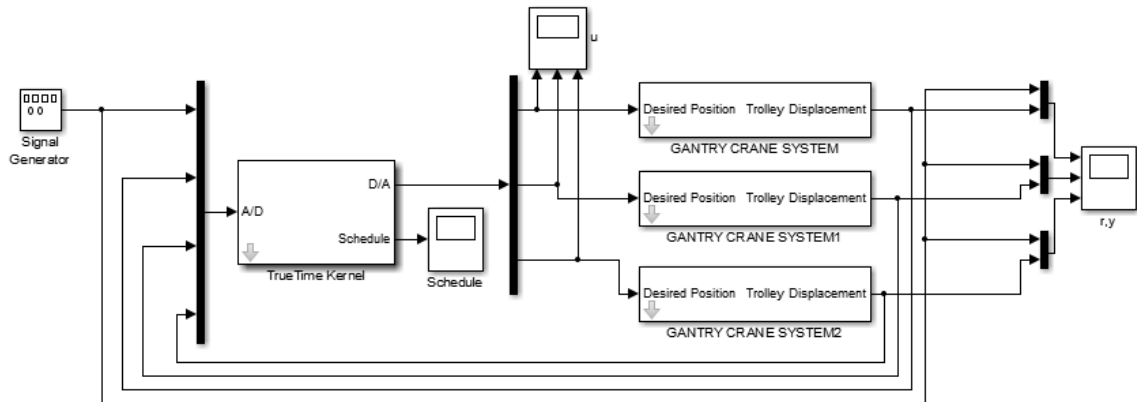 u
Signal
Generator
A/D
D/A
Schedule
TrueTime Kernel
Schedule
Desired Position Trolley Displacement
GANTRY CRANE SYSTEM
Desired Position Trolley Displacement
GANTRY CRANE SYSTEM1
Desired Position Trolley Displacement
GANTRY CRANE SYSTEM2
r,y